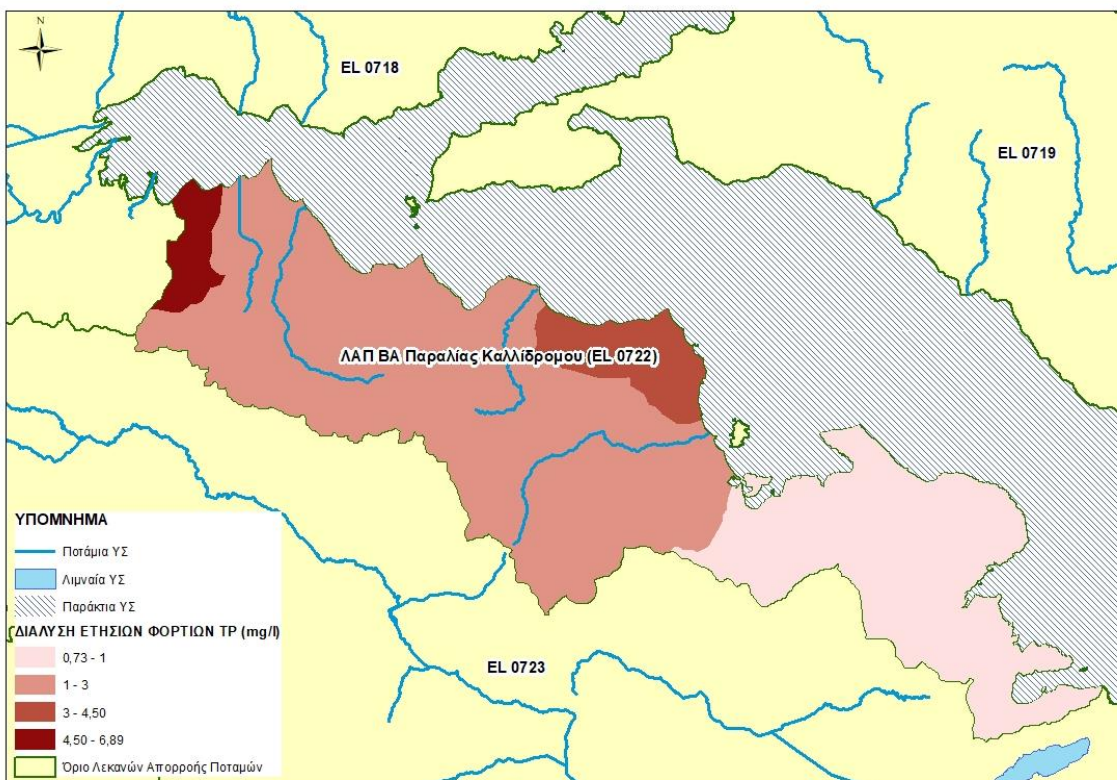 N
EL 0718
EL 0719
ΛΑΠ ΒΑ Παραλίας Καλλίδρομου (EL 0722)
EL 0723
ΥΠΟΜΝΗΜΑ
Ποτάμια ΥΣ
Λιμναία ΥΣ
Παράκτια ΥΣ
ΔΙΑΛΥΣΗ ΕΤΗΣΙΩΝ ΦΟΡΤΙΩΝ TP (mg/l)
0,73 - 1
1 - 3
3 - 4,50
4,50 - 6,89
Όριο Λεκανών Απορροής Ποταμών